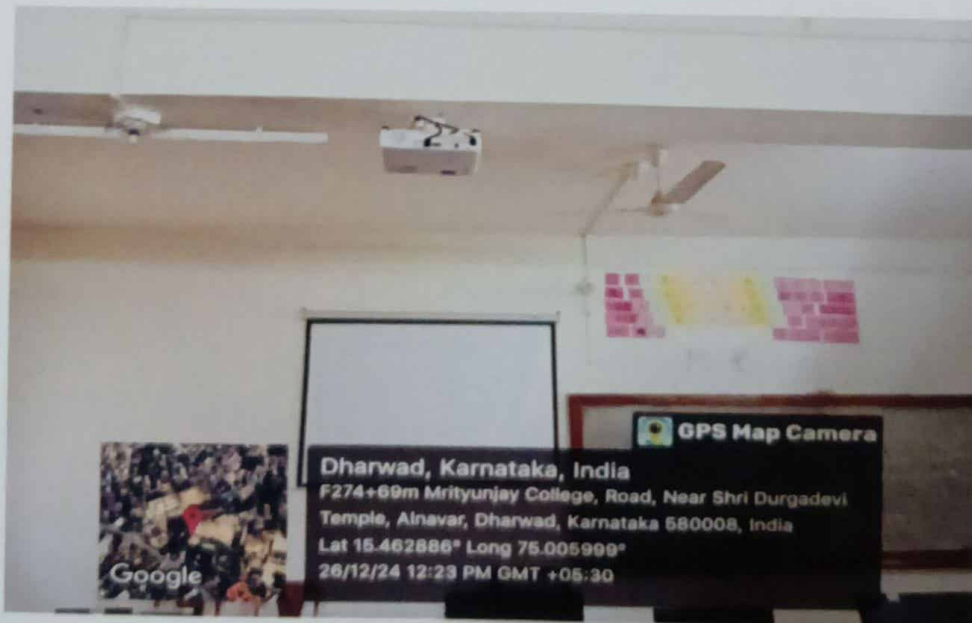 GPS Map Camera
Dharwad, Karnataka, India
F274+69m Mrityunjay College, Road, Near Shri Durgadevi
Temple, Alnavar, Dharwad, Karnataka 580008, India
Lat 15.462886° Long 75.005999°
26/12/24 12:23 PM GMT +05:30
Google